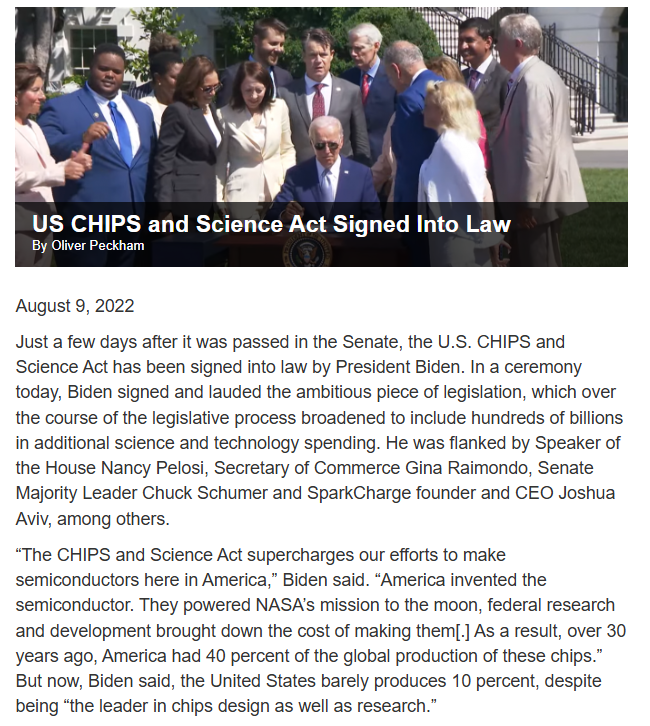 US CHIPS and Science Act Signed Into Law
By Oliver Peckham
August 9, 2022
Just a few days after it was passed in the Senate, the U.S. CHIPS and
Science Act has been signed into law by President Biden. In a ceremony
today, Biden signed and lauded the ambitious piece of legislation, which over
the course of the legislative process broadened to include hundreds of billions
in additional science and technology spending. He was flanked by Speaker of
the House Nancy Pelosi, Secretary of Commerce Gina Raimondo, Senate
Majority Leader Chuck Schumer and SparkCharge founder and CEO Joshua
Aviv, among others.
“The CHIPS and Science Act supercharges our efforts to make
semiconductors here in America,” Biden said. “America invented the
semiconductor. They powered NASA’s mission to the moon, federal research
and development brought down the cost of making them[.] As a result, over 30
years ago, America had 40 percent of the global production of these chips.”
But now, Biden said, the United States barely produces 10 percent, despite
being “the leader in chips design as well as research.”